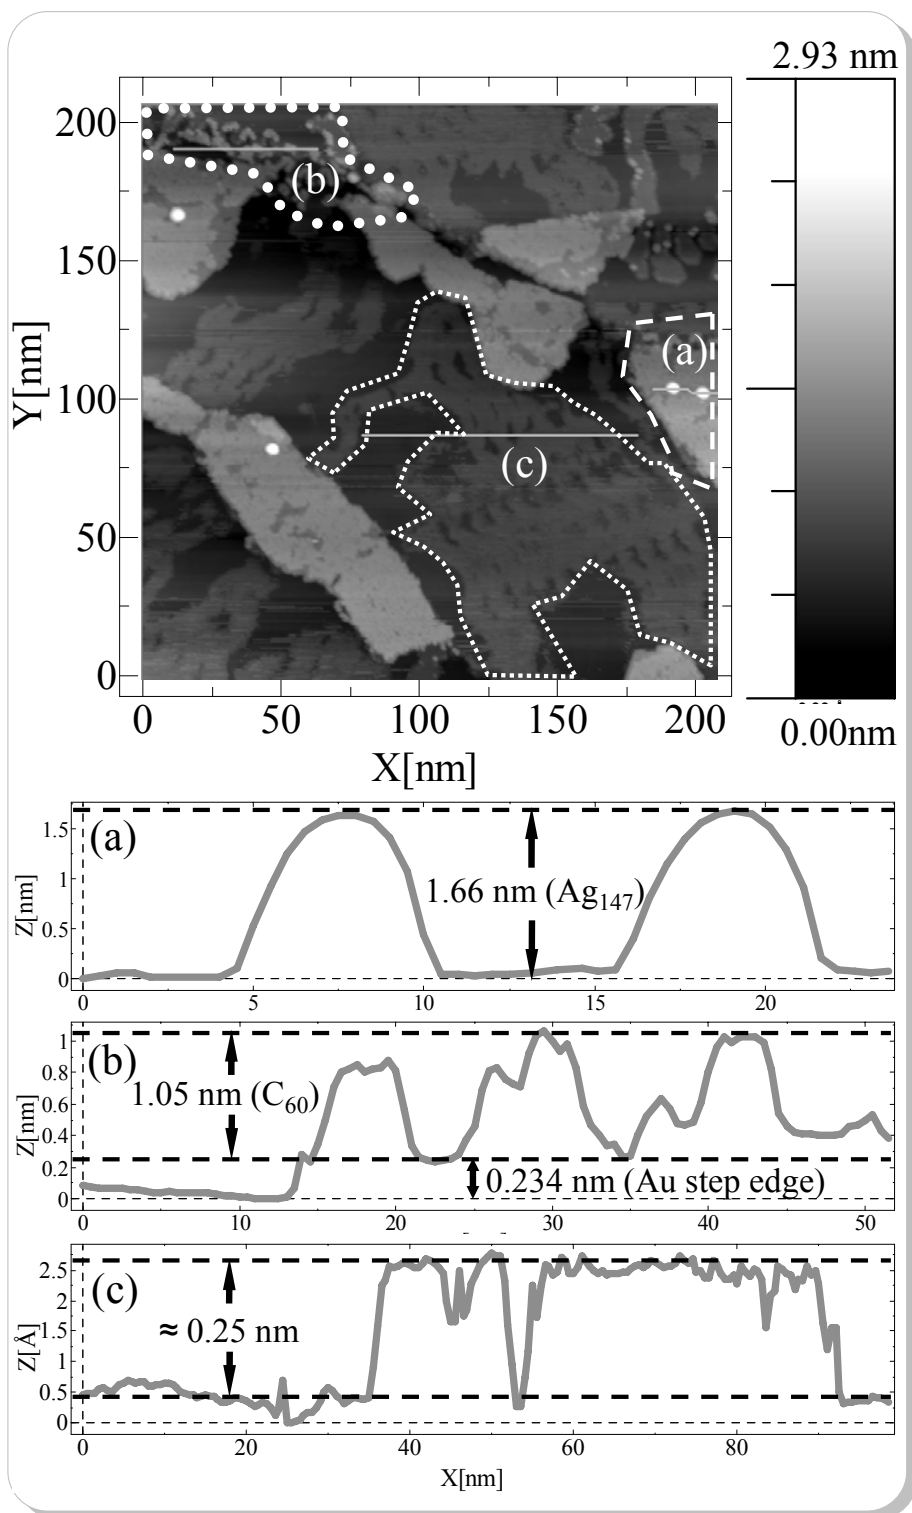 2.93 nm
200
150
100
50
0
Y[nm]
(b)
(a)
(c)
0 50 100 150 200
X[nm]
0.00nm
(a)
1.66 nm (Ag147)
Z[nm]
1.5
1
0.5
0
0 5 10 15 20
(b)
1.05 nm (C60)
0.234 nm (Au step edge)
Z[nm]
1
0.8
0.6
0.4
0.2
0
0 10 20 30 40 50
(c)
≈ 0.25 nm
Z[Å]
2.5
2
1.5
1
0.5
0
0 20 40 60 80
X[nm]